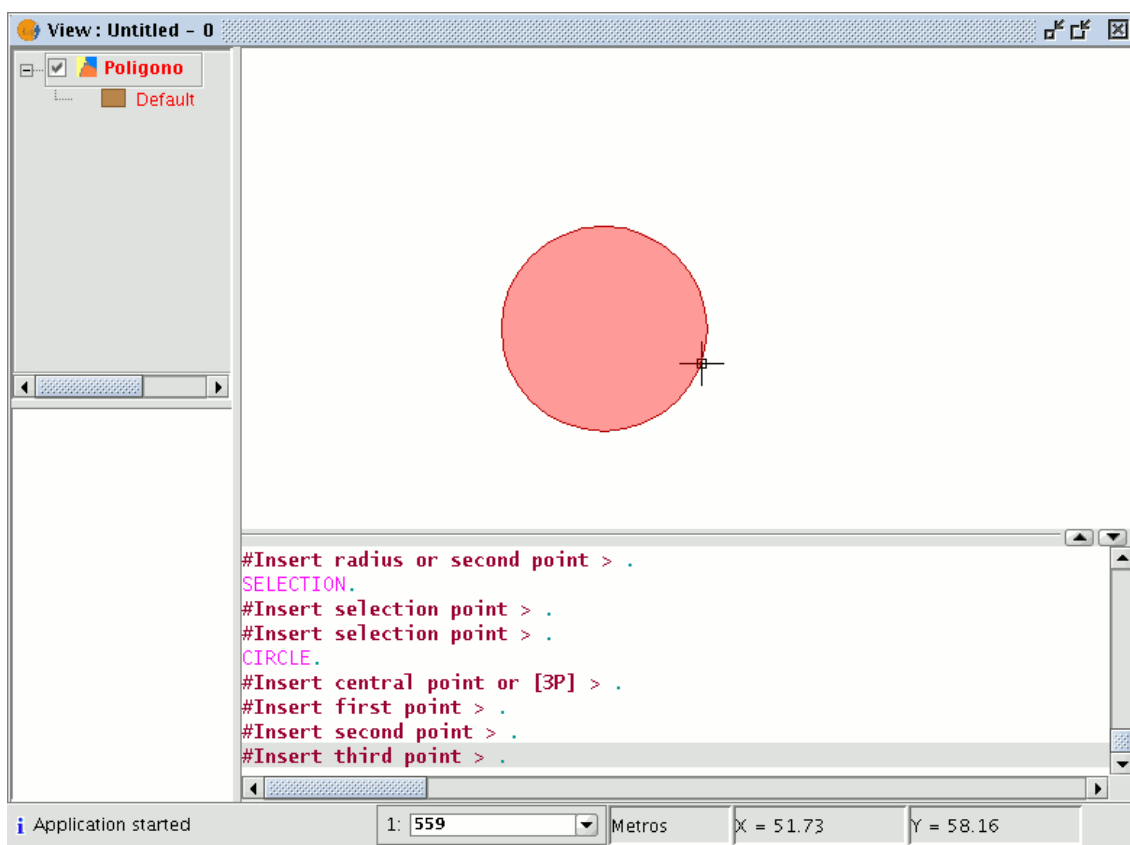 View : Untitled - 0
Poligono
Default
#Insert radius or second point > .
SELECTION.
#Insert selection point > .
#Insert selection point > .
CIRCLE.
#Insert central point or [3P] > .
#Insert first point > .
#Insert second point > .
#Insert third point > .
Application started
1: 559
Metros
X = 51.73
Y = 58.16